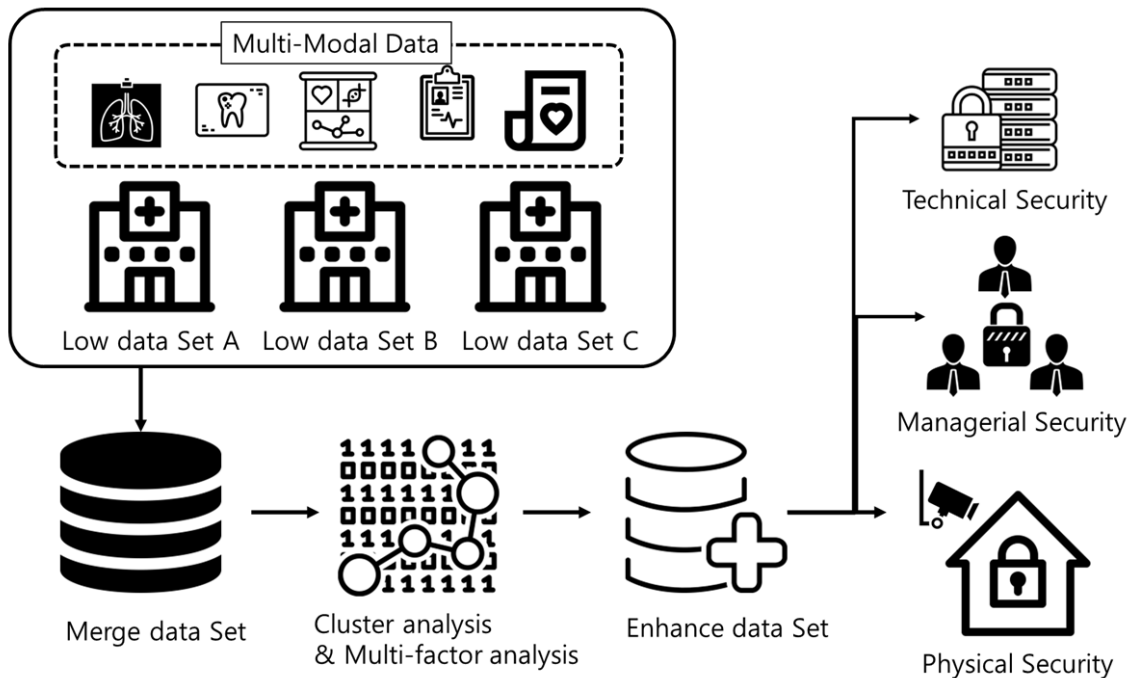 Multi-Modal Data
Low data Set A
Low data Set B
Low data Set C
Technical Security
Managerial Security
Physical Security
Merge data Set
Cluster analysis
& Multi-factor analysis
Enhance data Set